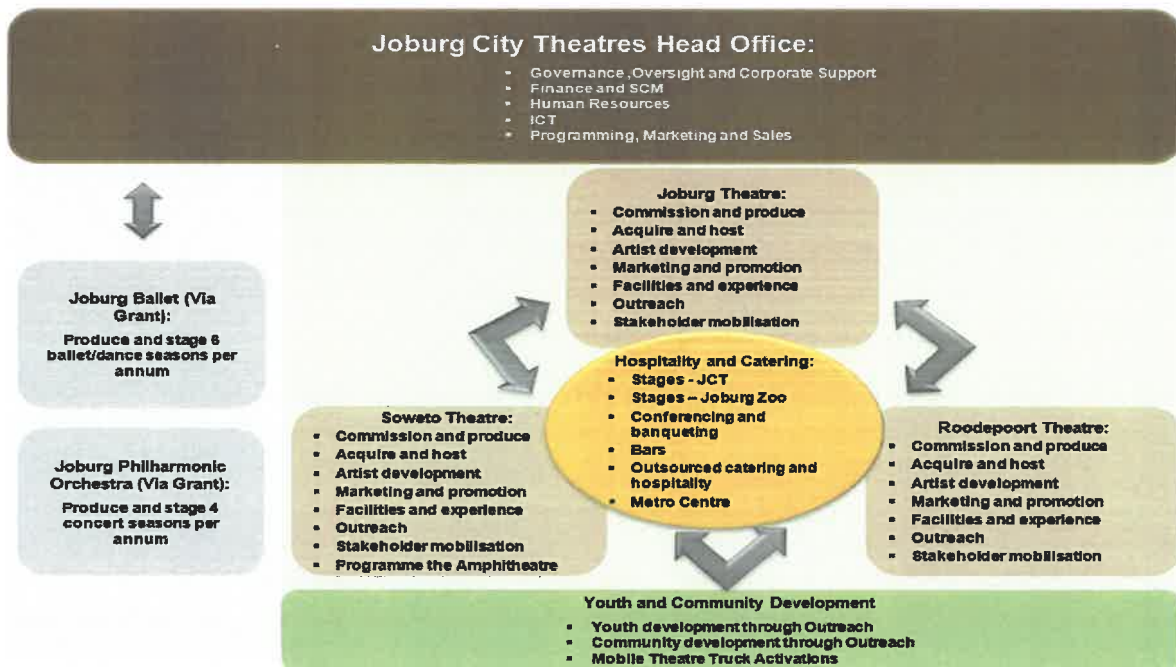 Joburg City Theatres Head Office:
▪ Governance, Oversight and Corporate Support
▪ Finance and SCM
▪ Human Resources
▪ ICT
▪ Programming, Marketing and Sales
Joburg Ballet (Via
Grant):
Produce and stage 6
ballet/dance seasons per
annum
Joburg Philharmonic
Orchestra (Via Grant):
Produce and stage 4
concert seasons per
annum
Joburg Theatre:
▪ Commission and produce
▪ Acquire and host
▪ Artist development
▪ Marketing and promotion
▪ Facilities and experience
▪ Outreach
▪ Stakeholder mobilisation
Hospitality and Catering:
▪ Stages - JCT
▪ Stages – Joburg Zoo
▪ Conferencing and
banqueting
▪ Bars
▪ Outsourced catering and
hospitality
▪ Metro Centre
Soweto Theatre:
▪ Commission and produce
▪ Acquire and host
▪ Artist development
▪ Marketing and promotion
▪ Facilities and experience
▪ Outreach
▪ Stakeholder mobilisation
▪ Programme the Amphitheatre
Roodepoort Theatre:
▪ Commission and produce
▪ Acquire and host
▪ Artist development
▪ Marketing and promotion
▪ Facilities and experience
▪ Outreach
▪ Stakeholder mobilisation
Youth and Community Development
▪ Youth development through Outreach
▪ Community development through Outreach
▪ Mobile Theatre Truck Activations